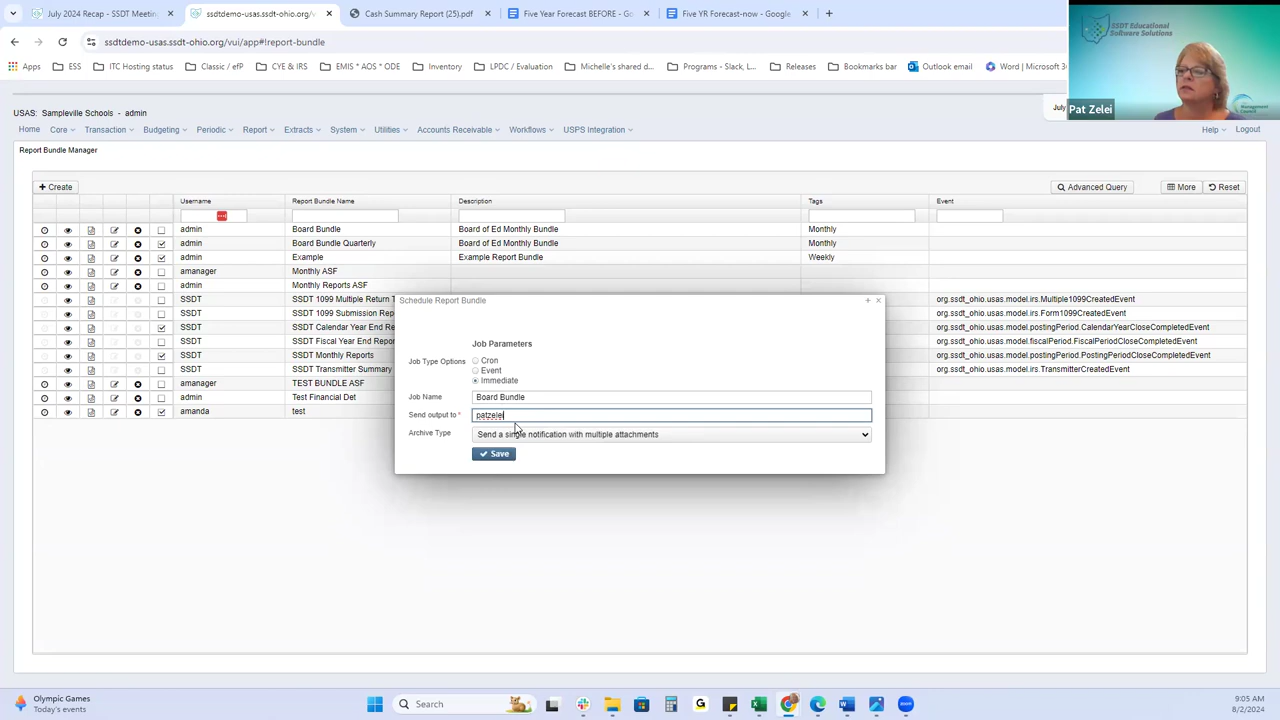 July 2024 Recap - SSDT Meetin
ssdtdemo-usas.ssdt-ohio.org/vui
Cash Summary Report (25).pdf
Five Year Forecast BEFORE - Go
Five YR Forecast-now - Google
ssdtdemo-usas.ssdt-ohio.org/vui/app#!report-bundle
Apps ESS ITC Hosting status Classic / efP CYE & IRS EMIS * AOS * ODE Inventory LPDC / Evaluation Michelle's shared d... Programs - Slack, L... Releases Bookmarks bar Outlook email Word | Microsoft 3
SSDT Educational
Software Solutions
Management
Council
Pat Zelei
USAS: Sampleville Schools - admin
July
Home Core Transaction Budgeting Periodic Report Extracts System Utilities Accounts Receivable Workflows USPS Integration Help Logout
Report Bundle Manager
Create Advanced Query More Reset
Username Report Bundle Name Description Tags Event
admin Board Bundle Board of Ed Monthly Bundle Monthly
admin Board Bundle Quarterly Board of Ed Monthly Bundle Monthly
admin Example Example Report Bundle Weekly
amanager Monthly ASF
admin Monthly Reports ASF
SSDT SSDT 1099 Multiple Return T org.ssdt_ohio.usas.model.irs.Multiple1099CreatedEvent
SSDT SSDT 1099 Submission Rep org.ssdt_ohio.usas.model.irs.Form1099CreatedEvent
SSDT SSDT Calendar Year End Re org.ssdt_ohio.usas.model.postingPeriod.CalendarYearCloseCompletedEvent
SSDT SSDT Fiscal Year End Report org.ssdt_ohio.usas.model.fiscalPeriod.FiscalPeriodCloseCompletedEvent
SSDT SSDT Monthly Reports org.ssdt_ohio.usas.model.postingPeriod.PostingPeriodCloseCompletedEvent
SSDT SSDT Transmitter Summary org.ssdt_ohio.usas.model.irs.TransmitterCreatedEvent
amanager TEST BUNDLE ASF
admin Test Financial Det
amanda test
Schedule Report Bundle
Job Parameters
Job Type Options Cron
Event
Immediate
Job Name Board Bundle
Send output to * patzelei
Archive Type Send a single notification with multiple attachments
Save
Olympic Games
Today's events
Search
9:05 AM
8/2/2024